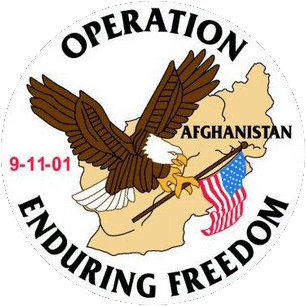 OPERATION
AFGHANISTAN
9-11-01
ENDURING FREEDOM